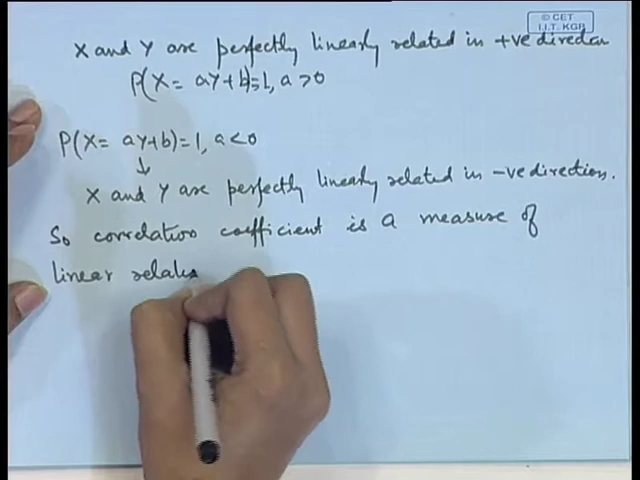 © CET
I.I.T. KGP
X and Y are perfectly linearly related in +ve direction
P(X = aY+b)=1, a > 0
P(X = aY+b) = 1, a < 0
↓
X and Y are perfectly linearly related in -ve direction.
So correlation coefficient is a measure of
linear relatio